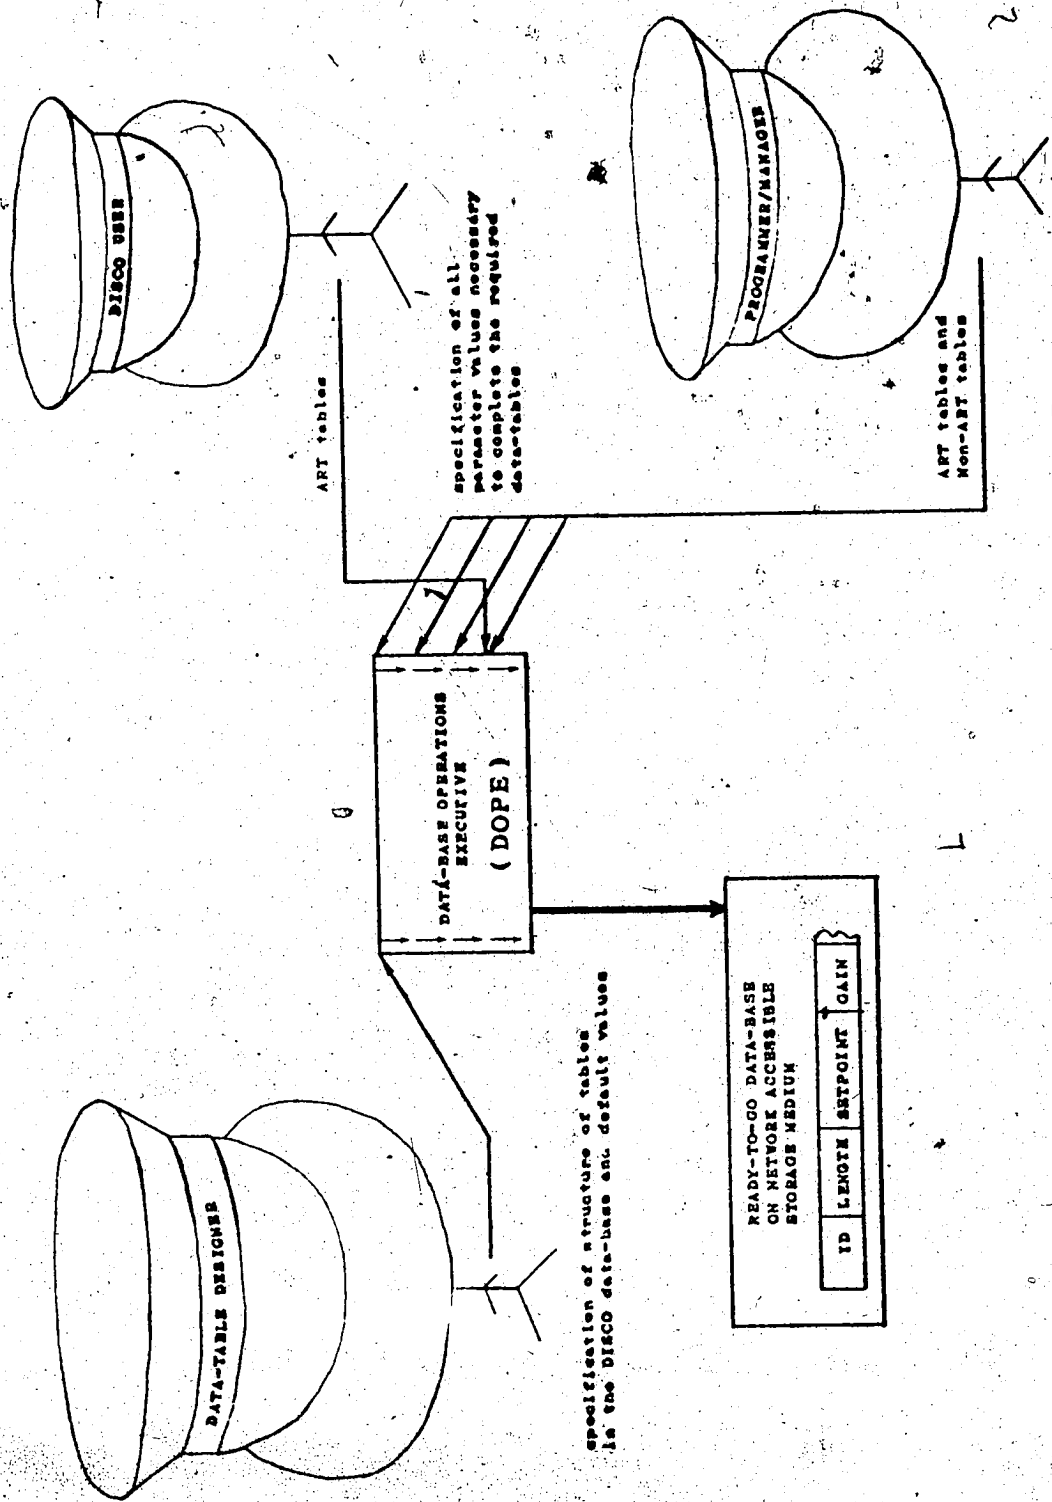 DATA-TABLE DESIGNER
specification of structure of tables
in the DISCO data-base and default values
DATA-BASE OPERATIONS
EXECUTIVE
(DOPE)
READY-TO-GO DATA-BASE
ON NETWORK ACCESSIBLE
STORAGE MEDIUM
ID LENGTH SETPOINT GAIN
DISCO USER
ART tables
specification of all
parameter values necessary
to complete the required
data-tables
PROGRAMMER/MANAGER
ART tables and
Non-ART tables